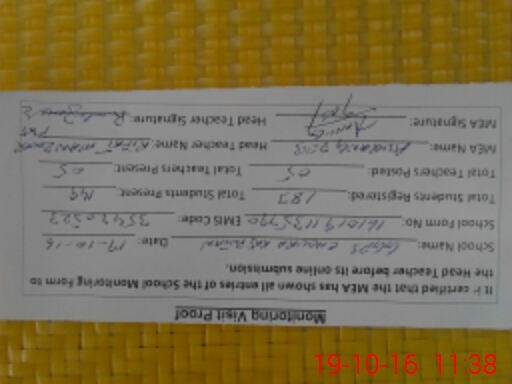 Monitoring Visit Proof
It is certified that the MEA has shown all entries of the School Monitoring Form to
the Head Teacher before its online submission.
School Name: Date: 19-10-16
School Form No: EMIS Code: 35420527
Total Students Registered: 187 Total Students Present: 149
Total Teachers Posted: 05 Total Teachers Present: 05
MEA Name: Head Teacher Name:
MEA Signature: Head Teacher Signature:
19-10-16 11:38